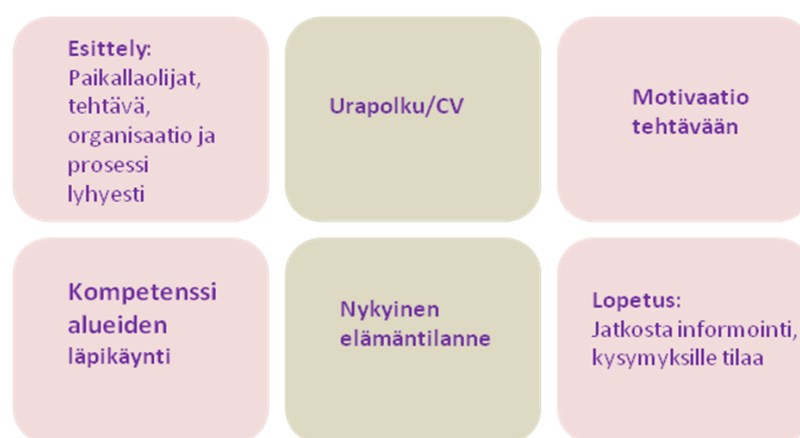 Esittely:
Paikallaolijat,
tehtävä,
organisaatio ja
prosessi
lyhyesti
Urapolku/CV
Motivaatio
tehtävään
Kompetenssi
alueiden
läpikäynti
Nykyinen
elämäntilanne
Lopetus:
Jatkosta informointi,
kysymyksille tilaa